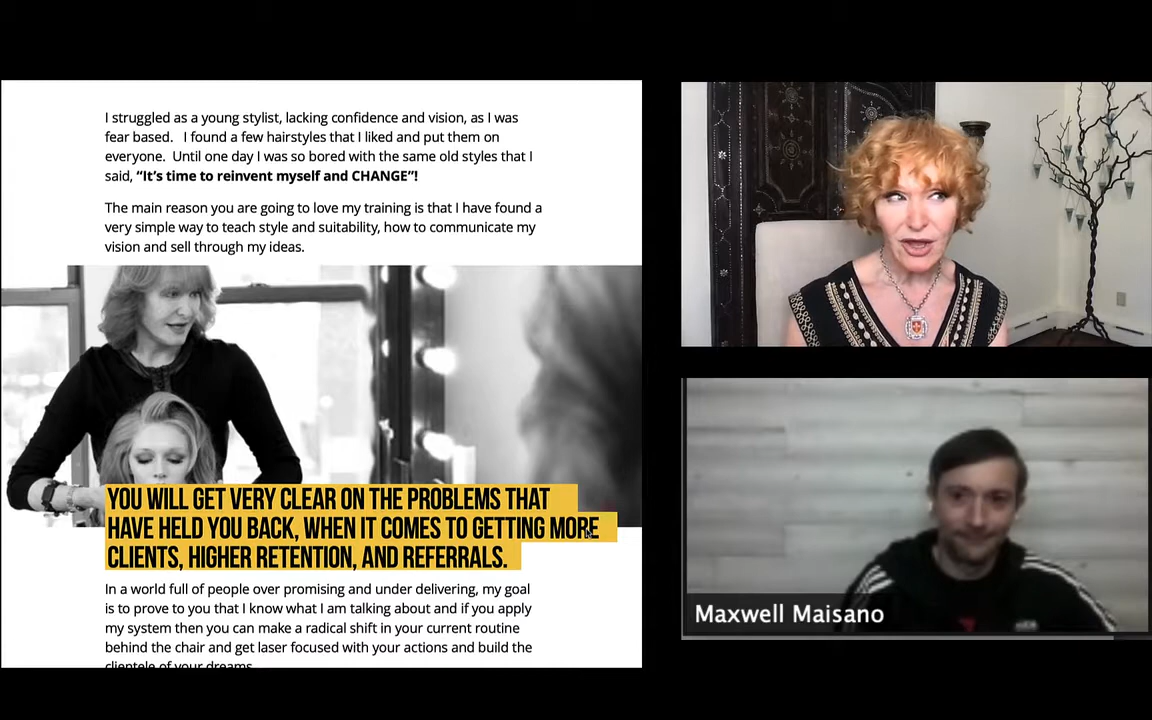 I struggled as a young stylist, lacking confidence and vision, as I was
fear based.   I found a few hairstyles that I liked and put them on
everyone.  Until one day I was so bored with the same old styles that I
said, “It’s time to reinvent myself and CHANGE”!
The main reason you are going to love my training is that I have found a
very simple way to teach style and suitability, how to communicate my
vision and sell through my ideas.
YOU WILL GET VERY CLEAR ON THE PROBLEMS THAT
HAVE HELD YOU BACK, WHEN IT COMES TO GETTING MORE
CLIENTS, HIGHER RETENTION, AND REFERRALS.
In a world full of people over promising and under delivering, my goal
is to prove to you that I know what I am talking about and if you apply
my system then you can make a radical shift in your current routine
behind the chair and get laser focused with your actions and build the
clientele of your dreams.
Maxwell Maisano